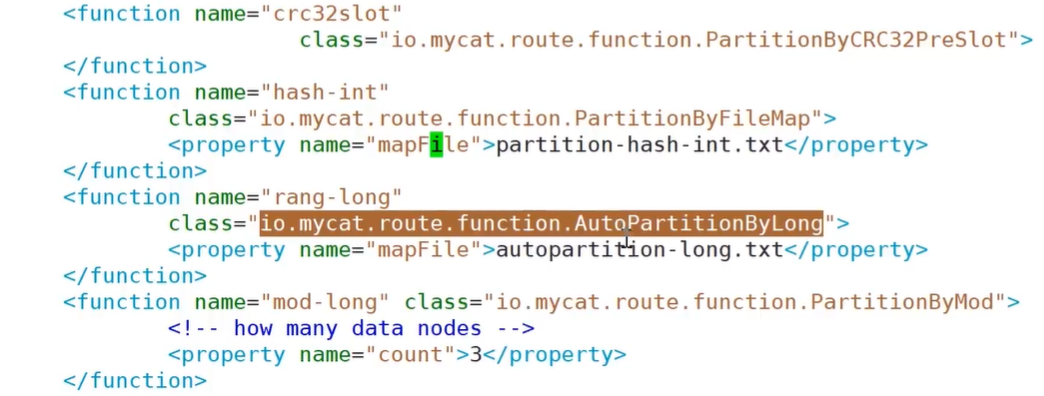 <function name="crc32slot"
class="io.mycat.route.function.PartitionByCRC32PreSlot">
</function>
<function name="hash-int"
class="io.mycat.route.function.PartitionByFileMap">
<property name="mapFile">partition-hash-int.txt</property>
</function>
<function name="rang-long"
class="io.mycat.route.function.AutoPartitionByLong">
<property name="mapFile">autopartition-long.txt</property>
</function>
<function name="mod-long" class="io.mycat.route.function.PartitionByMod">
<!-- how many data nodes -->
<property name="count">3</property>
</function>